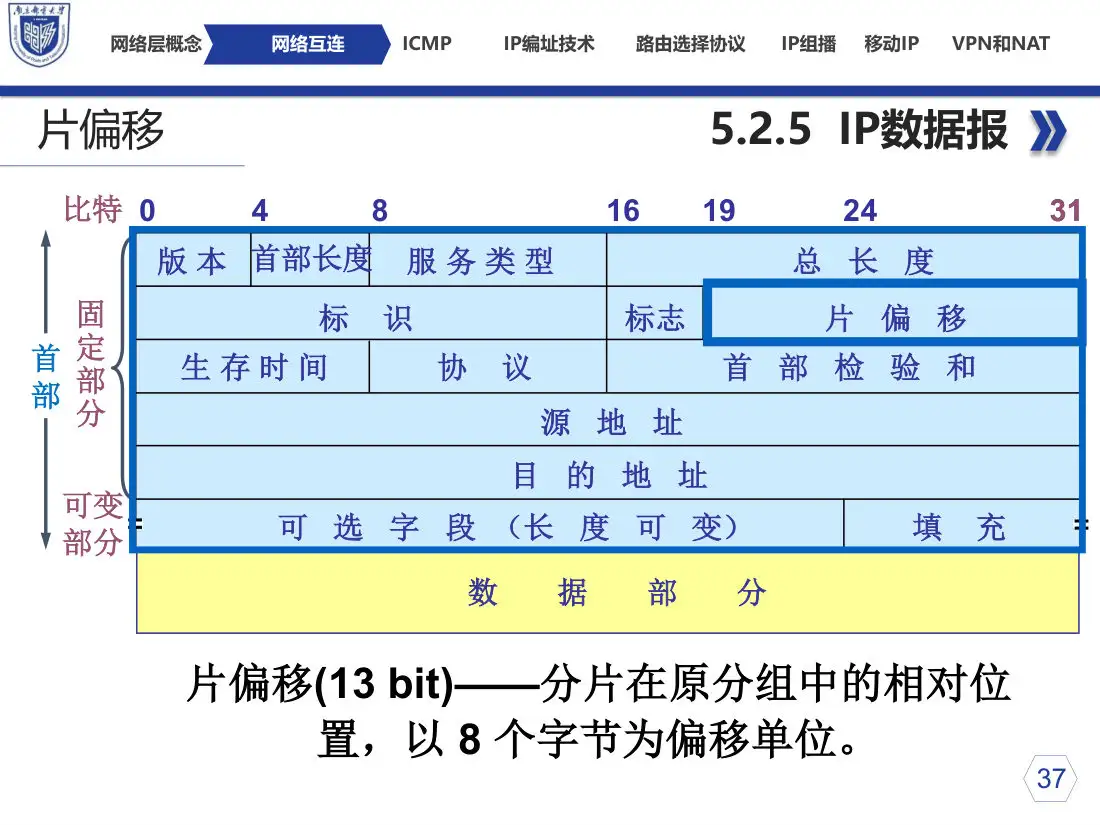 南京邮电大学
网络层概念 网络互连 ICMP IP编址技术 路由选择协议 IP组播 移动IP VPN和NAT
片偏移
5.2.5 IP数据报
比特 0 4 8 16 19 24 31
版本 首部长度 服务类型 总长度
标识 标志 片偏移
生存时间 协议 首部检验和
源地址
目的地址
可选字段（长度可变） 填充
数据部分
首部
固定部分
可变
部分
= =
片偏移(13 bit)——分片在原分组中的相对位
置，以 8 个字节为偏移单位。
37